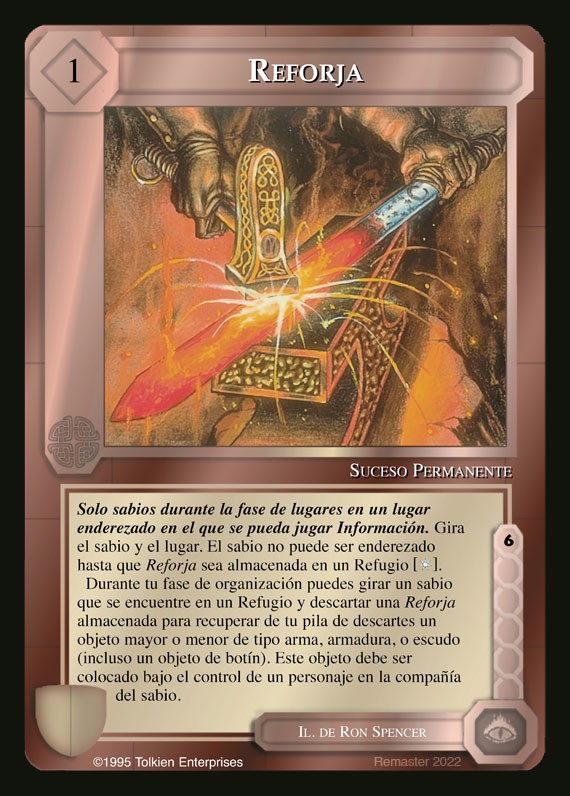 1
Reforja
Suceso Permanente
Solo sabios durante la fase de lugares en un lugar
enderezado en el que se pueda jugar Información. Gira
el sabio y el lugar. El sabio no puede ser enderezado
hasta que Reforja sea almacenada en un Refugio [].
Durante tu fase de organización puedes girar un sabio
que se encuentre en un Refugio y descartar una Reforja
almacenada para recuperar de tu pila de descartes un
objeto mayor o menor de tipo arma, armadura, o escudo
(incluso un objeto de botín). Este objeto debe ser
colocado bajo el control de un personaje en la compañía
del sabio.
6
Il. de Ron Spencer
©1995 Tolkien Enterprises
Remaster 2022